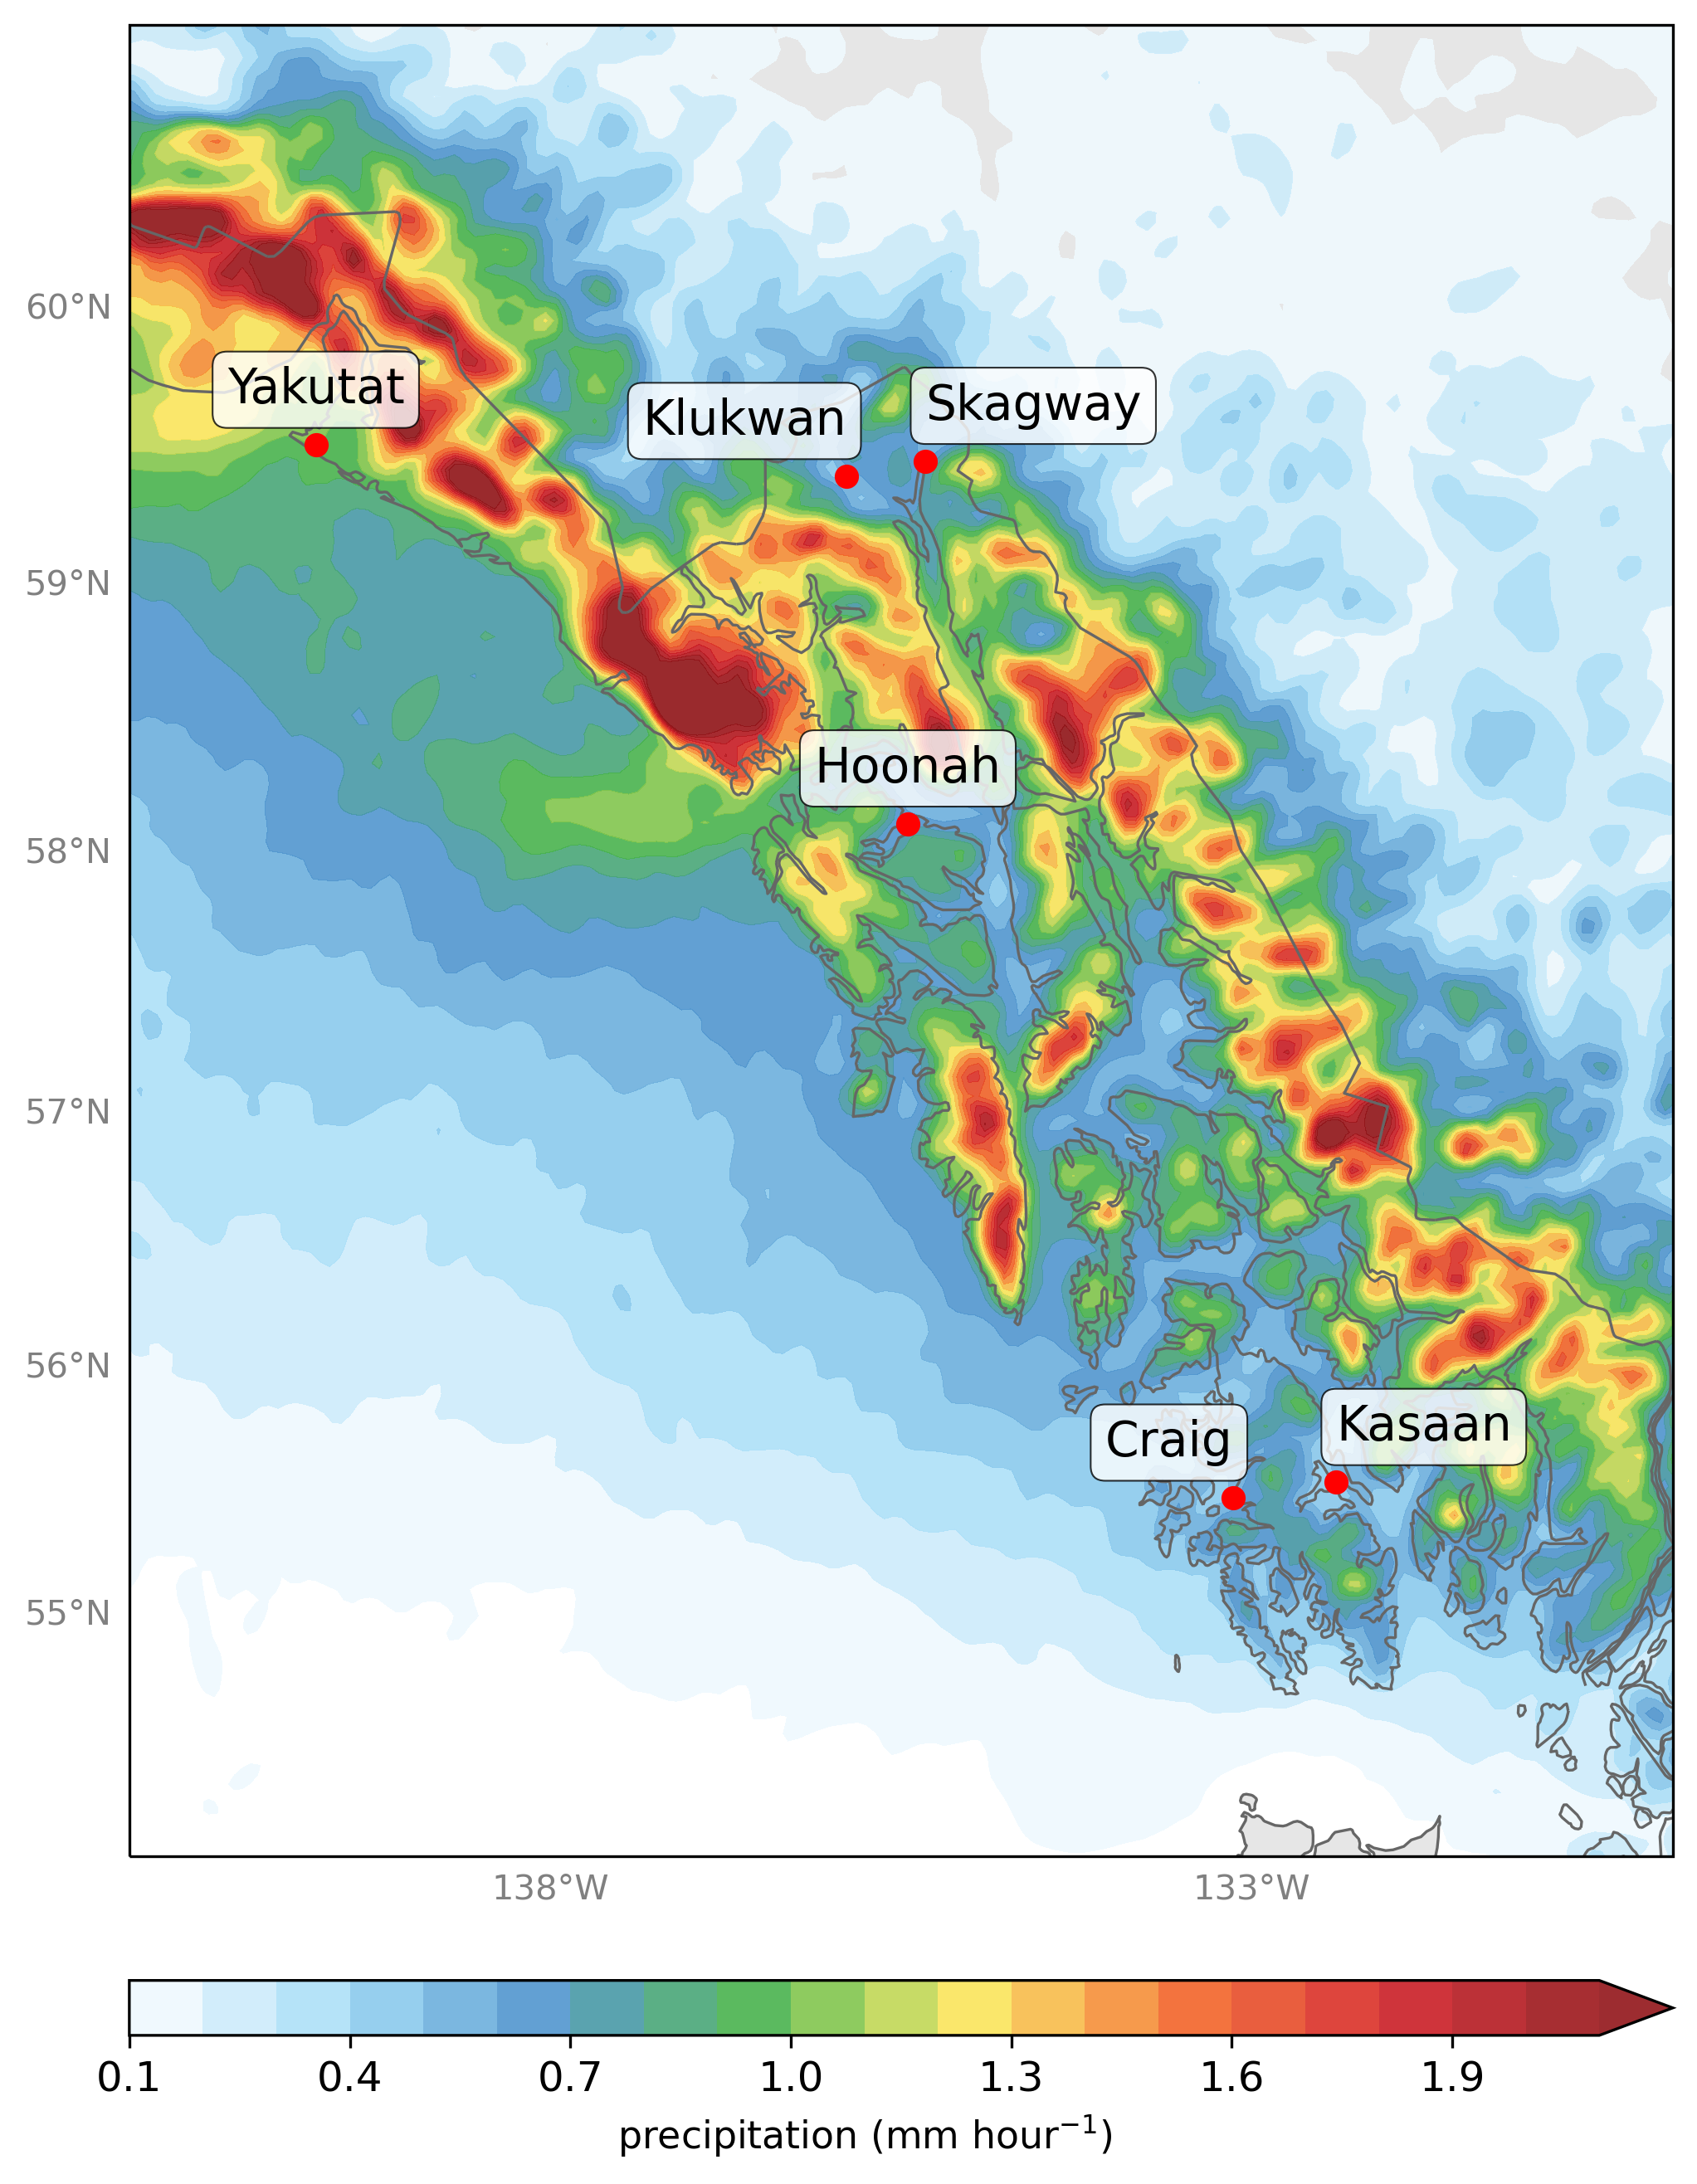 60°N
Yakutat
Klukwan
Skagway
59°N
Hoonah
58°N
57°N
56°N
Craig
Kasaan
55°N
138°W
133°W
0.1
0.4
0.7
1.0
1.3
1.6
1.9
precipitation (mm hour⁻¹)